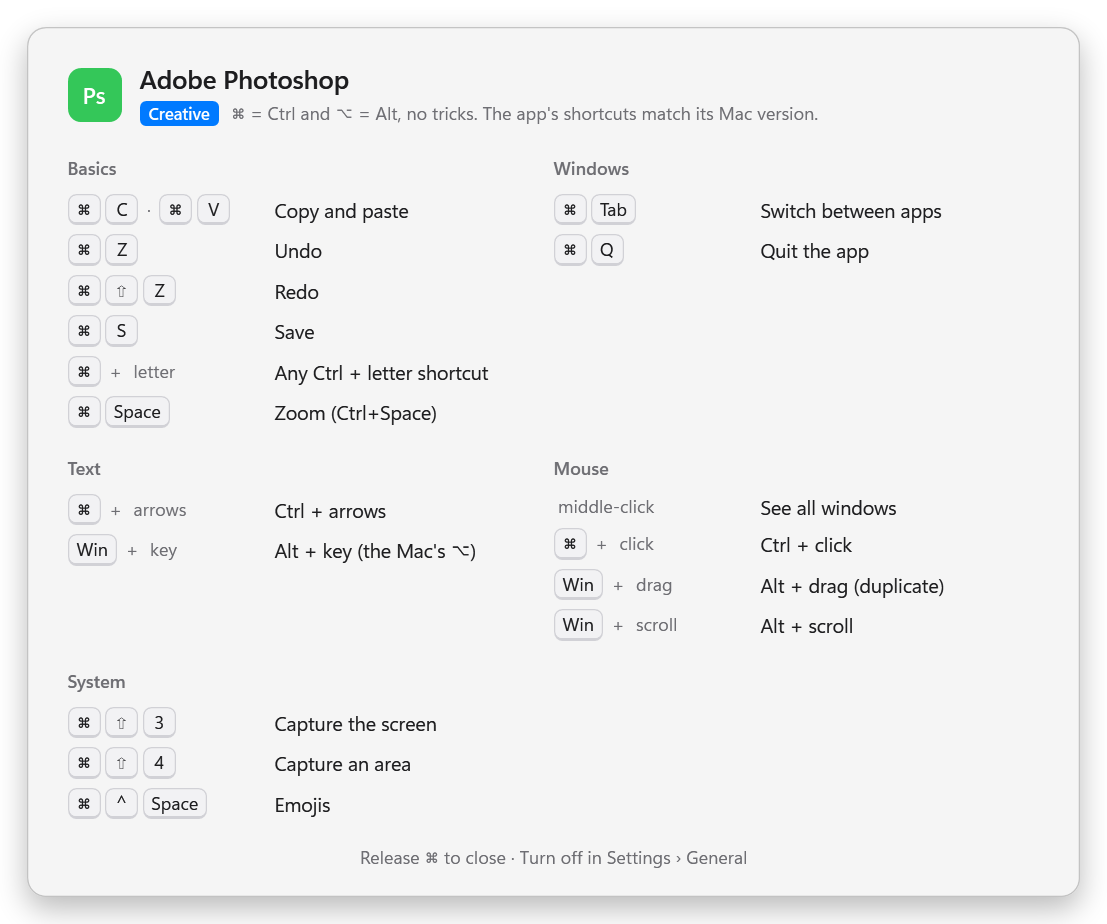 Ps
Adobe Photoshop
Creative ⌘ = Ctrl and ⌥ = Alt, no tricks. The app's shortcuts match its Mac version.
Basics
⌘ C · ⌘ V Copy and paste
⌘ Z Undo
⌘ ⇧ Z Redo
⌘ S Save
⌘ + letter Any Ctrl + letter shortcut
⌘ Space Zoom (Ctrl+Space)
Windows
⌘ Tab Switch between apps
⌘ Q Quit the app
Text
⌘ + arrows Ctrl + arrows
Win + key Alt + key (the Mac's ⌥)
Mouse
middle-click See all windows
⌘ + click Ctrl + click
Win + drag Alt + drag (duplicate)
Win + scroll Alt + scroll
System
⌘ ⇧ 3 Capture the screen
⌘ ⇧ 4 Capture an area
⌘ ^ Space Emojis
Release ⌘ to close · Turn off in Settings › General